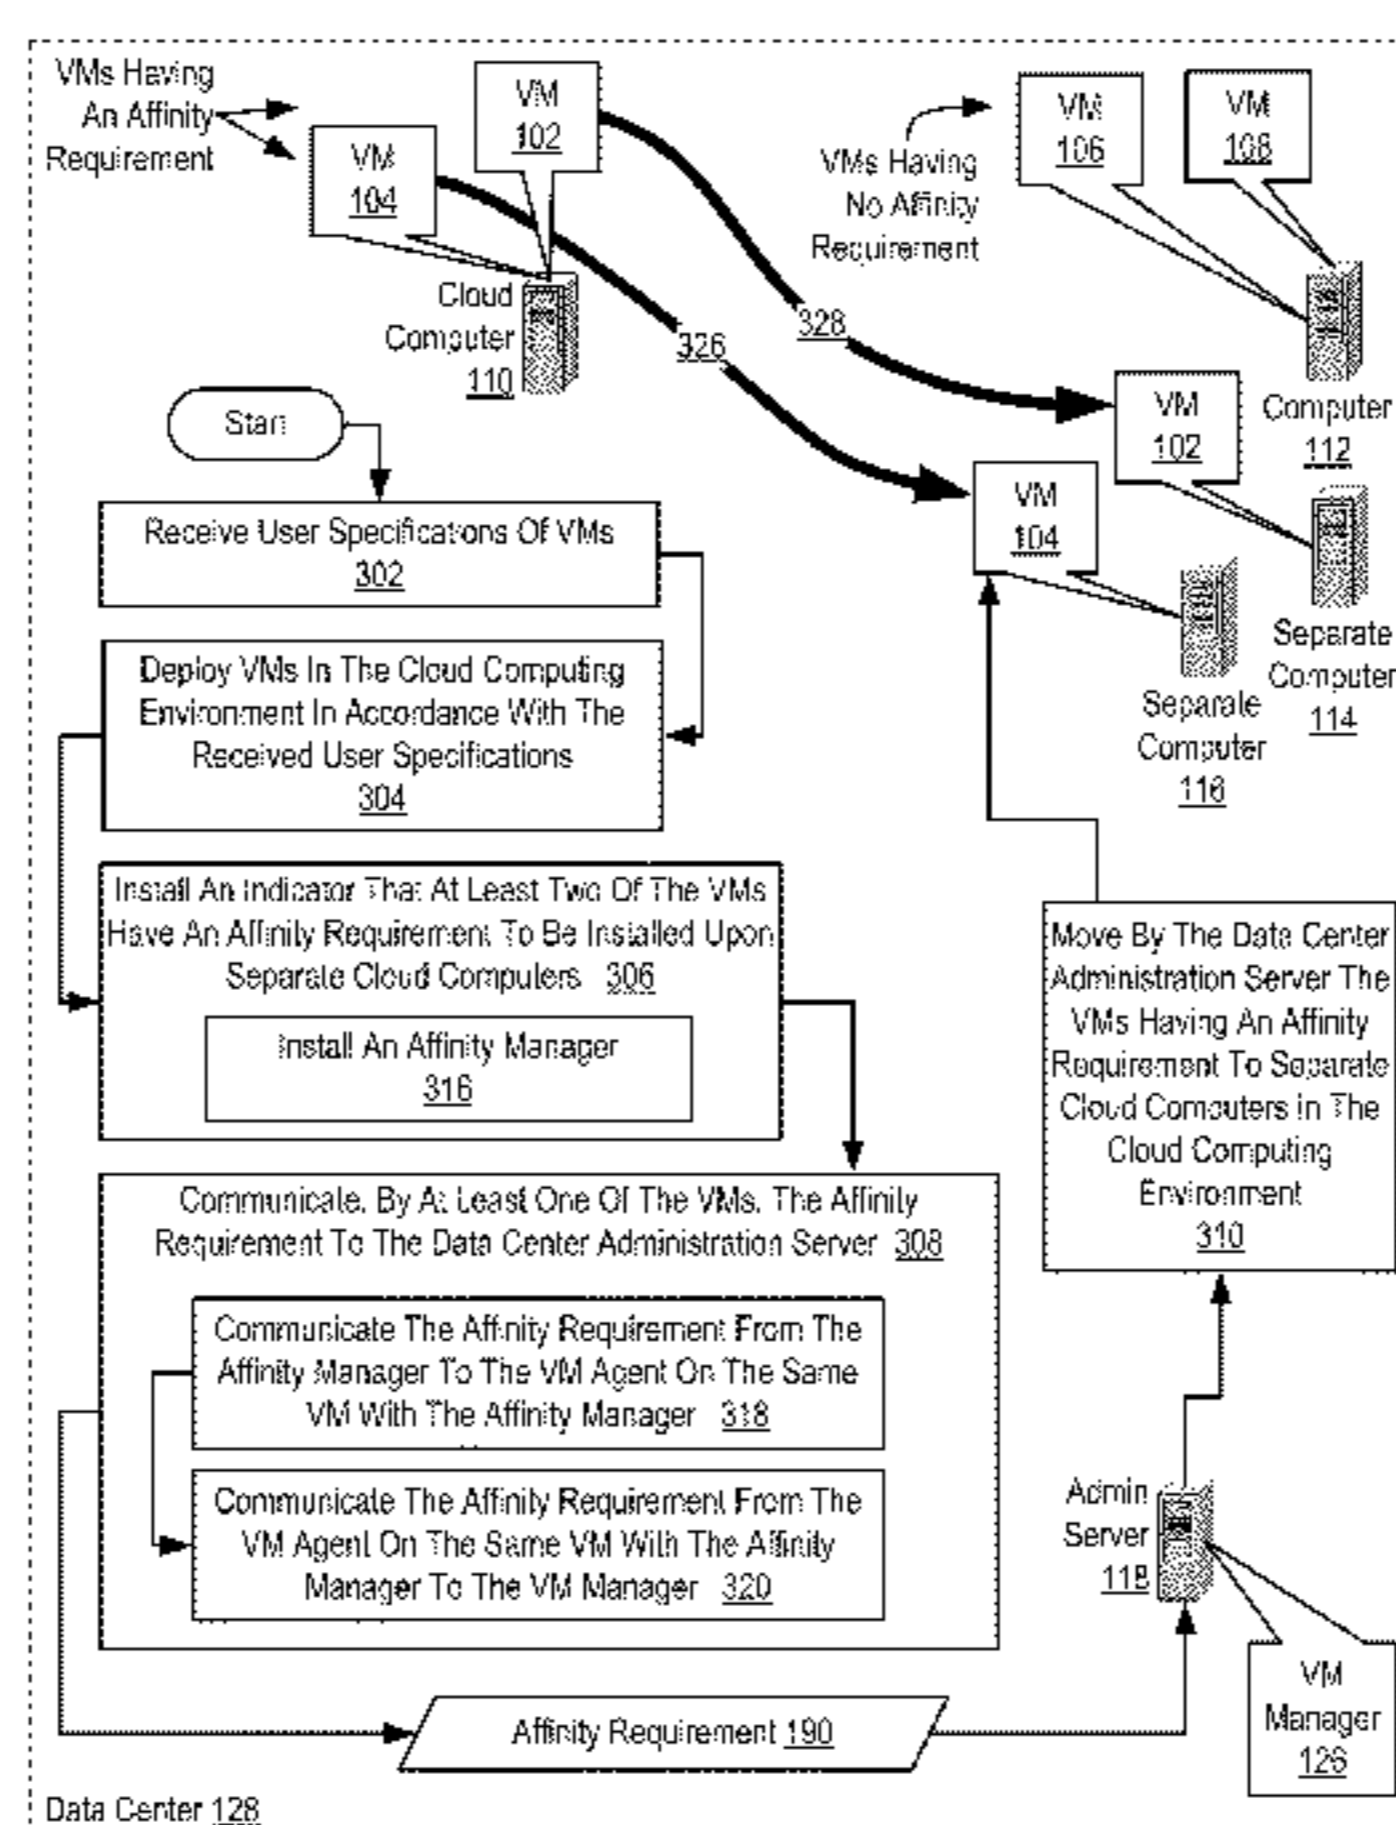 VMs Having
An Affinity
Requirement
VM
102
VM
104
Cloud
Computer
110
VMs Having
No Affinity
Requirement
VM
106
VM
108
Computer
112
326
328
VM
102
VM
104
Separate
Computer
114
Separate
Computer
116
Start
Receive User Specifications Of VMs
302
Deploy VMs In The Cloud Computing
Environment In Accordance With The
Received User Specifications
304
Install An Indicator That At Least Two Of The VMs
Have An Affinity Requirement To Be Installed Upon
Separate Cloud Computers 306
Install An Affinity Manager
316
Communicate, By At Least One Of The VMs, The Affinity
Requirement To The Data Center Administration Server 308
Communicate The Affinity Requirement From The
Affinity Manager To The VM Agent On The Same
VM With The Affinity Manager 318
Communicate The Affinity Requirement From The
VM Agent On The Same VM With The Affinity
Manager To The VM Manager 320
Affinity Requirement 190
Move By The Data Center
Administration Server The
VMs Having An Affinity
Requirement To Separate
Cloud Computers in The
Cloud Computing
Environment
310
Admin
Server
118
VM
Manager
126
Data Center 128